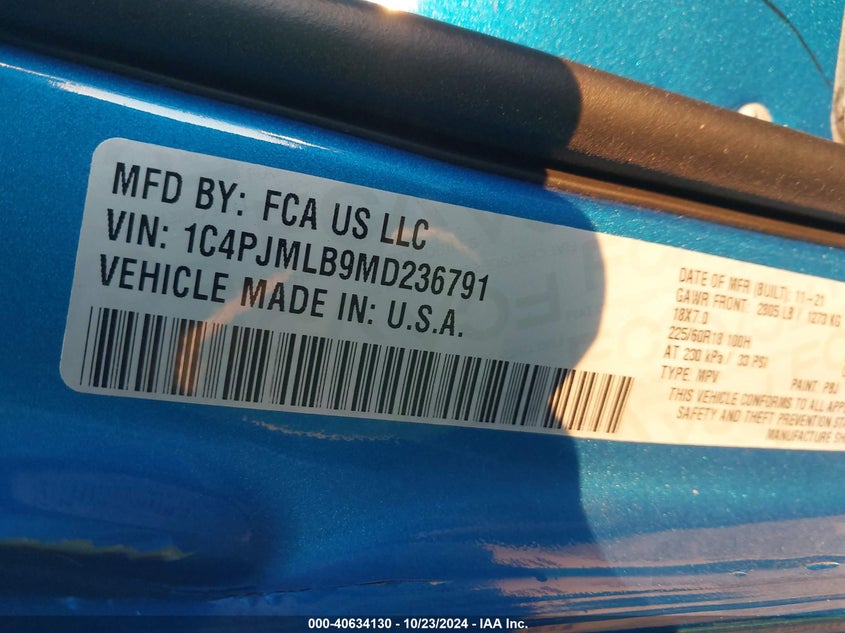 MFD BY: FCA US LLC
VIN: 1C4PJMLB9MD236791
VEHICLE MADE IN: U.S.A.
DATE OF MFR (BUILT): 11-21
GAWR FRONT: 2805 LB / 1273 KG
18X7.0
225/60R18 100H
AT 230 kPa / 33 PSI
TYPE: MPV PAINT: PBJ
THIS VEHICLE CONFORMS TO ALL APP
SAFETY AND THEFT PREVENTION STA
MANUFACTURE SH
000-40634130 - 10/23/2024 - IAA Inc.